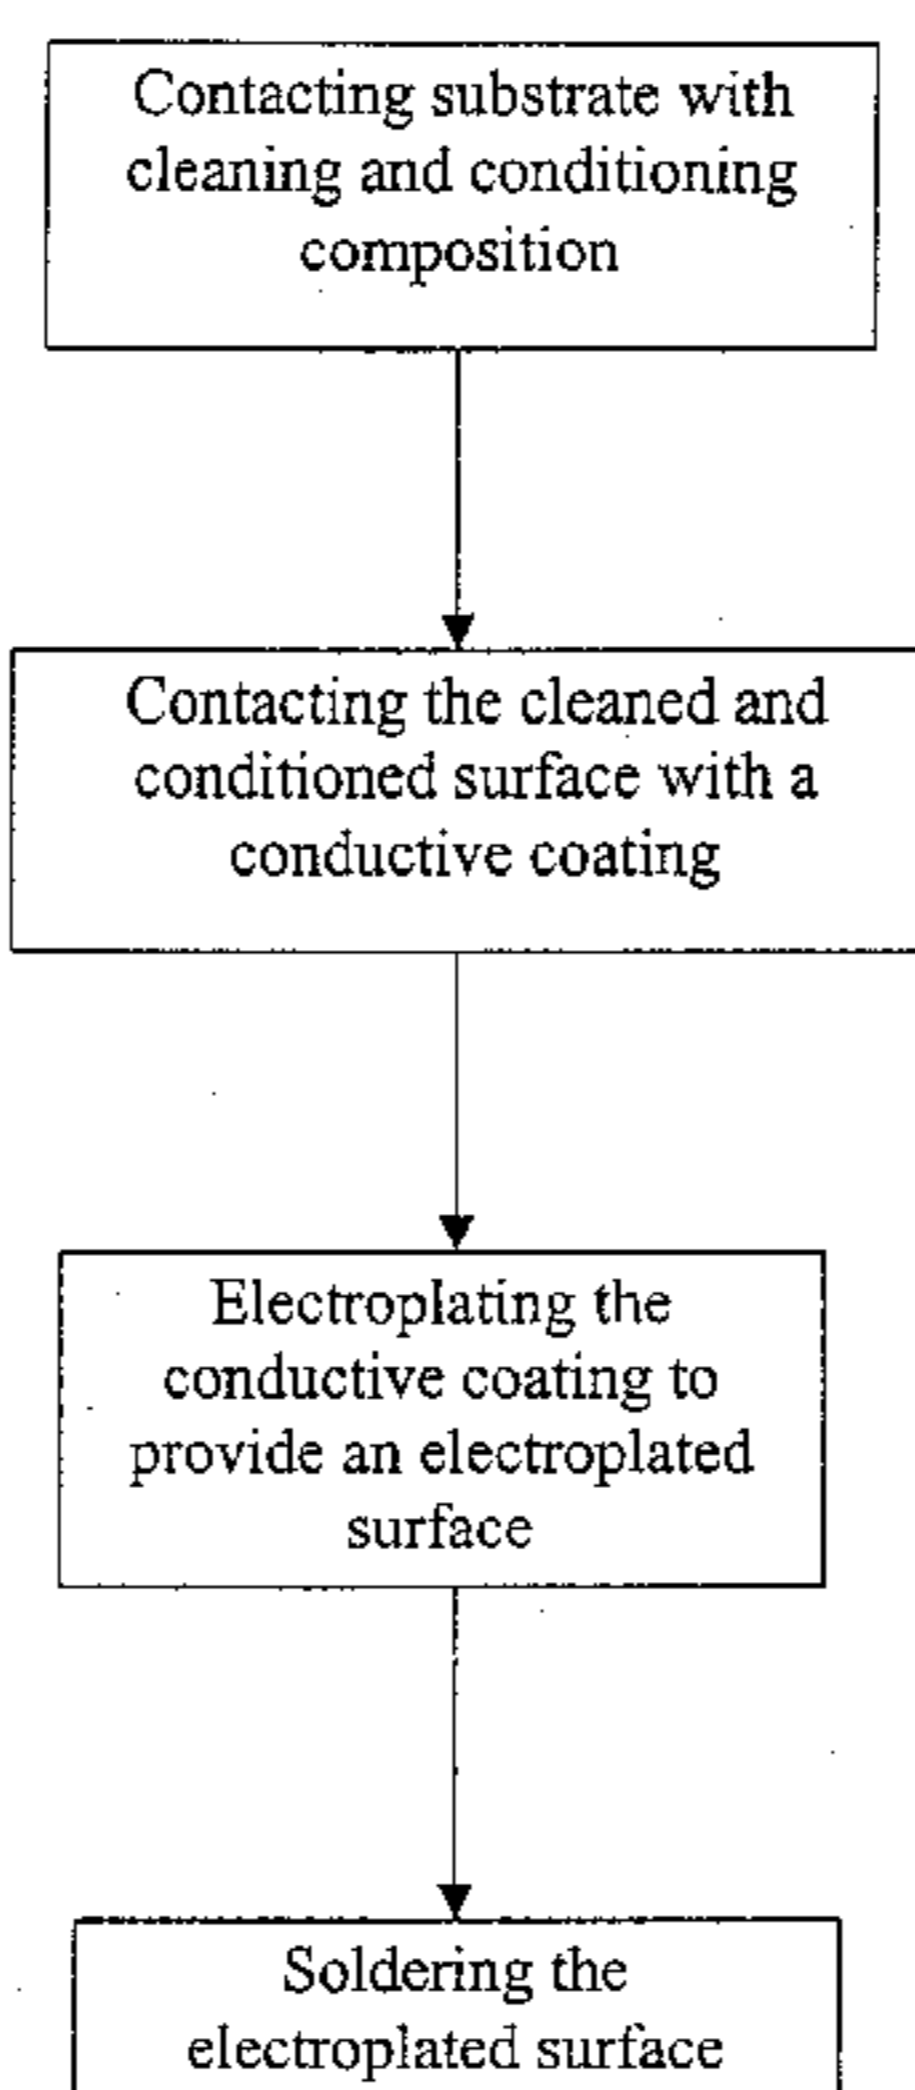 Contacting substrate with
cleaning and conditioning
composition
Contacting the cleaned and
conditioned surface with a
conductive coating
Electroplating the
conductive coating to
provide an electroplated
surface
Soldering the
electroplated surface